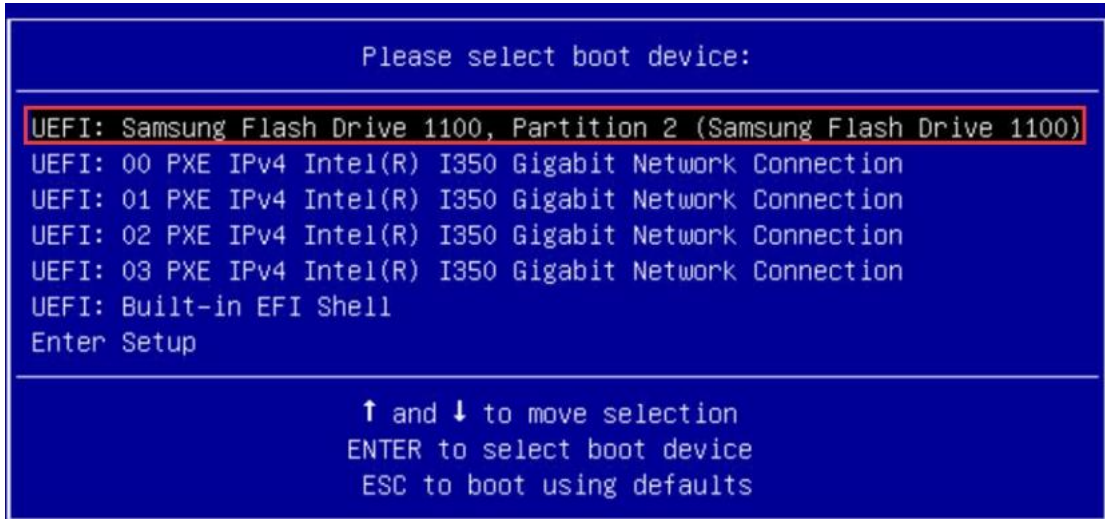 Please select boot device:
UEFI: Samsung Flash Drive 1100, Partition 2 (Samsung Flash Drive 1100)
UEFI: 00 PXE IPv4 Intel(R) I350 Gigabit Network Connection
UEFI: 01 PXE IPv4 Intel(R) I350 Gigabit Network Connection
UEFI: 02 PXE IPv4 Intel(R) I350 Gigabit Network Connection
UEFI: 03 PXE IPv4 Intel(R) I350 Gigabit Network Connection
UEFI: Built-in EFI Shell
Enter Setup
↑ and ↓ to move selection
ENTER to select boot device
ESC to boot using defaults